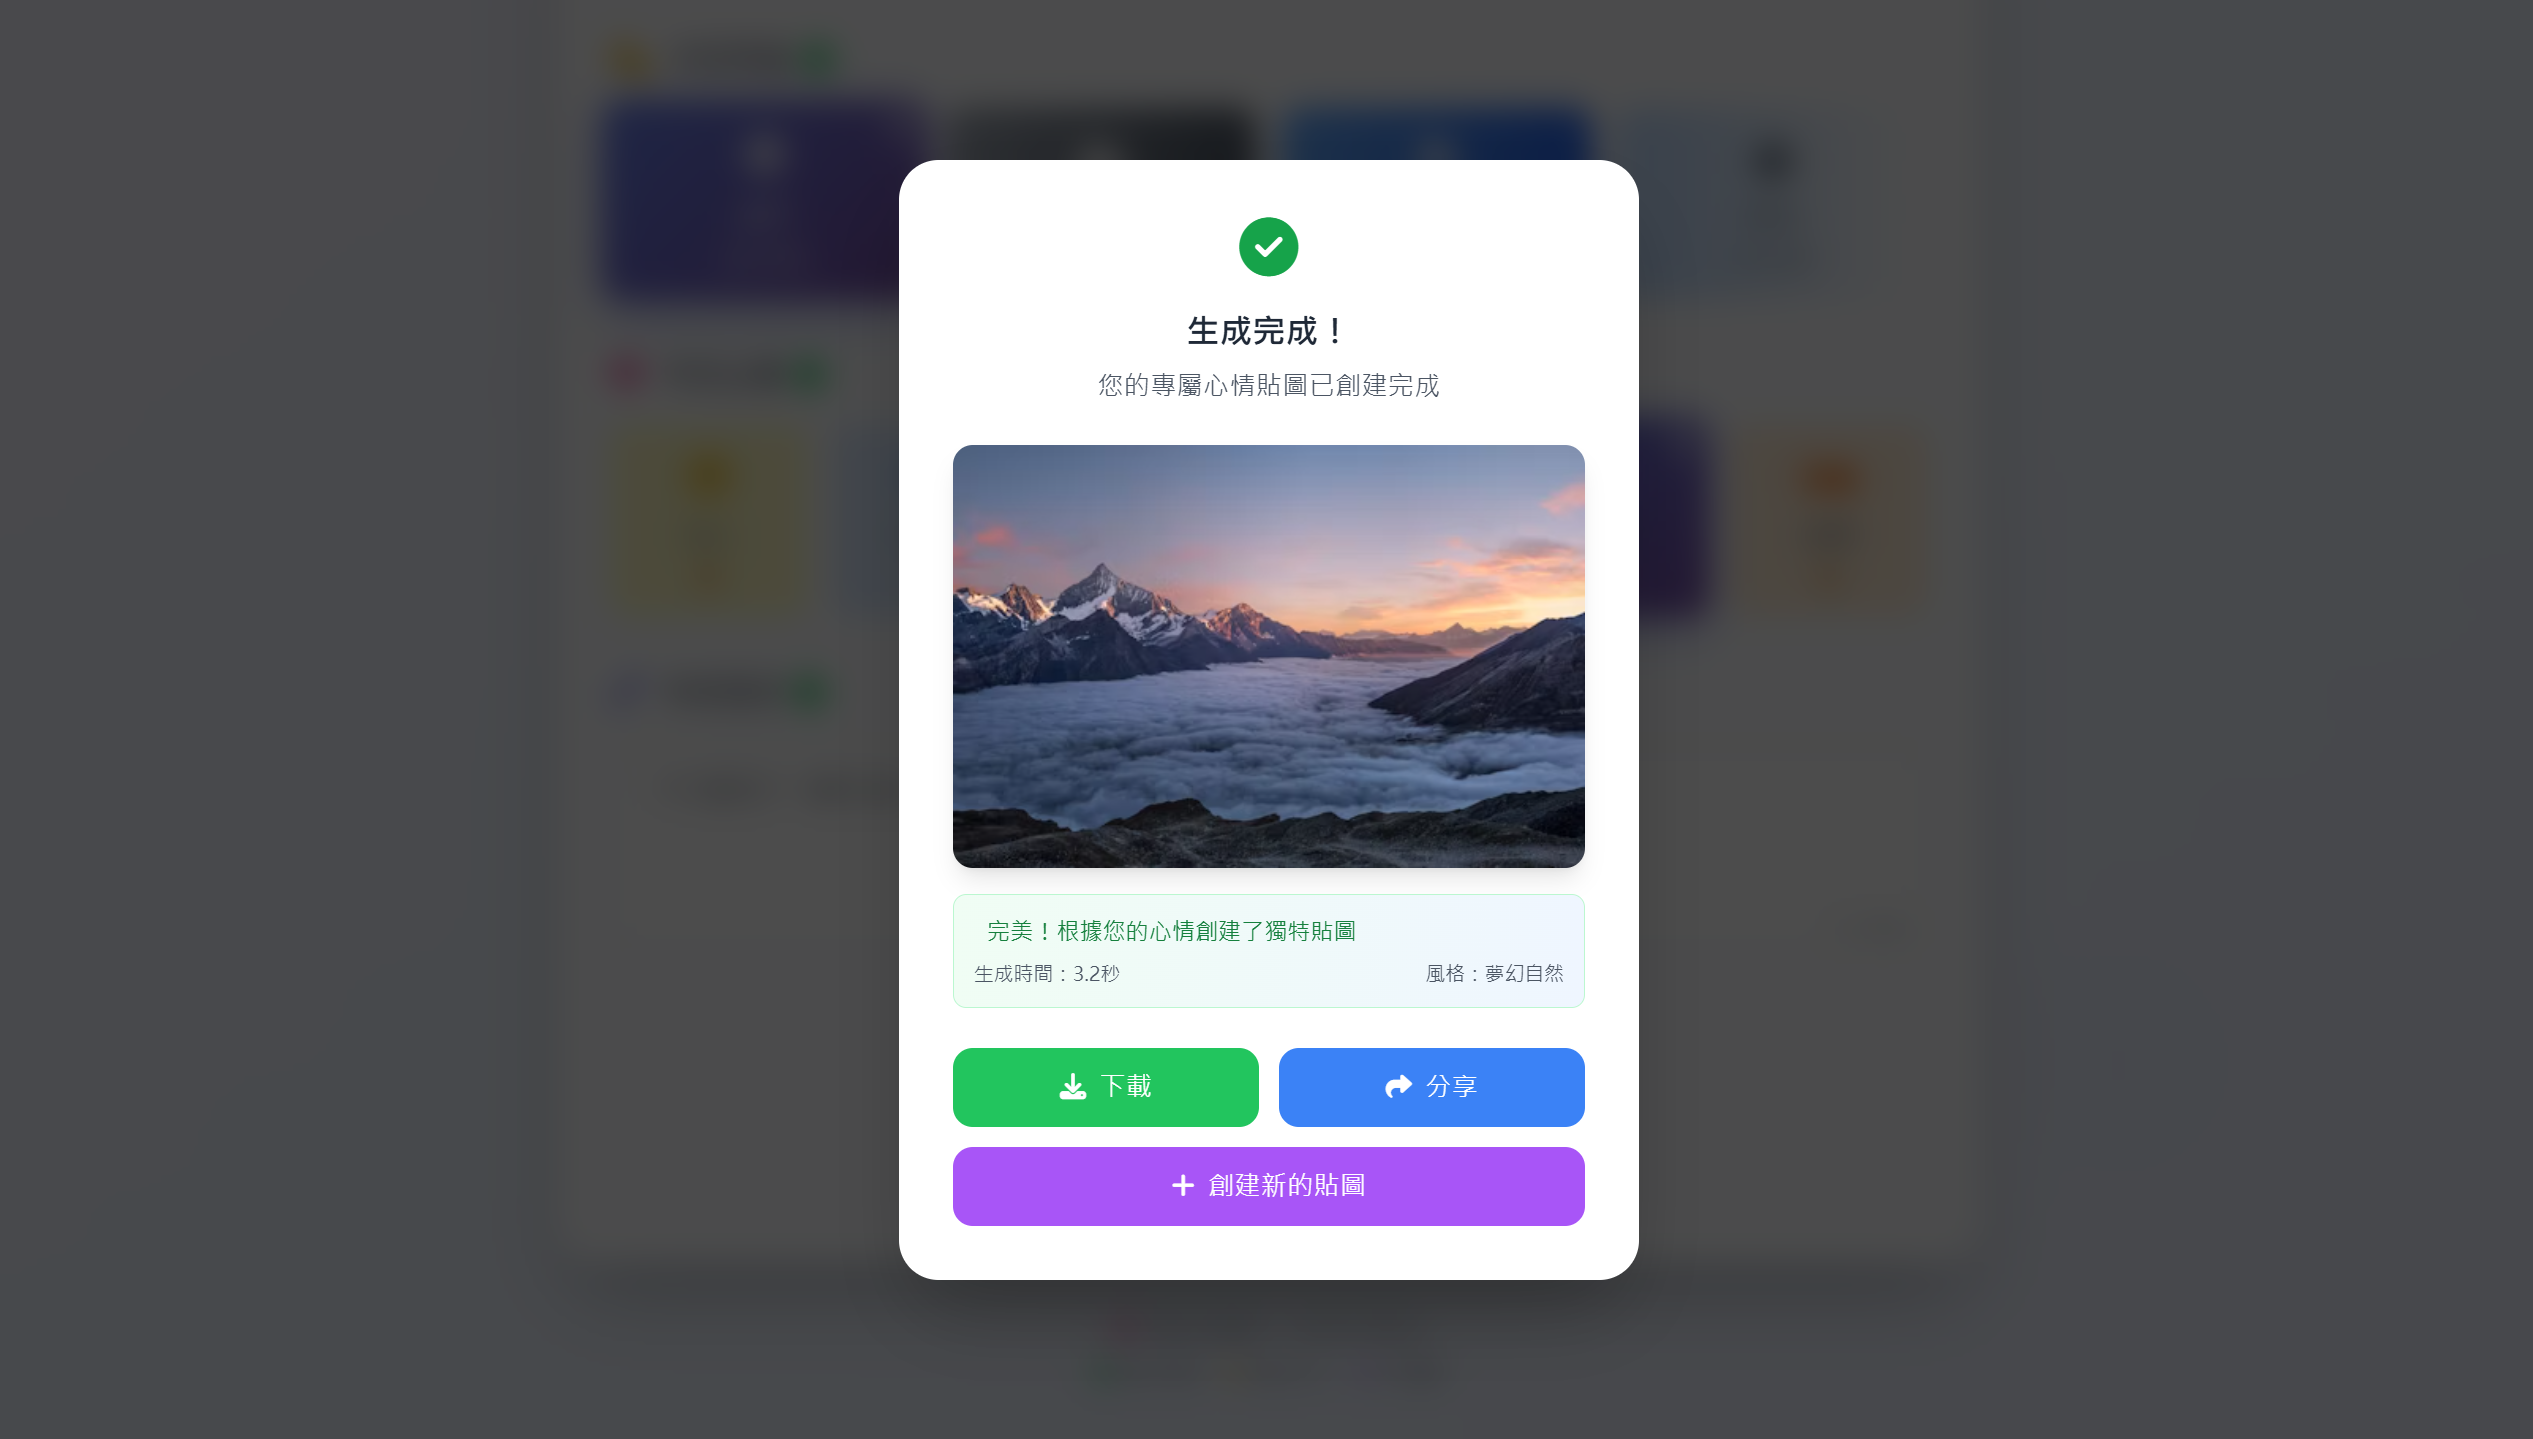 生成完成！
您的專屬心情貼圖已創建完成
完美！根據您的心情創建了獨特貼圖
生成時間：3.2秒
風格：夢幻自然
下載
分享
創建新的貼圖